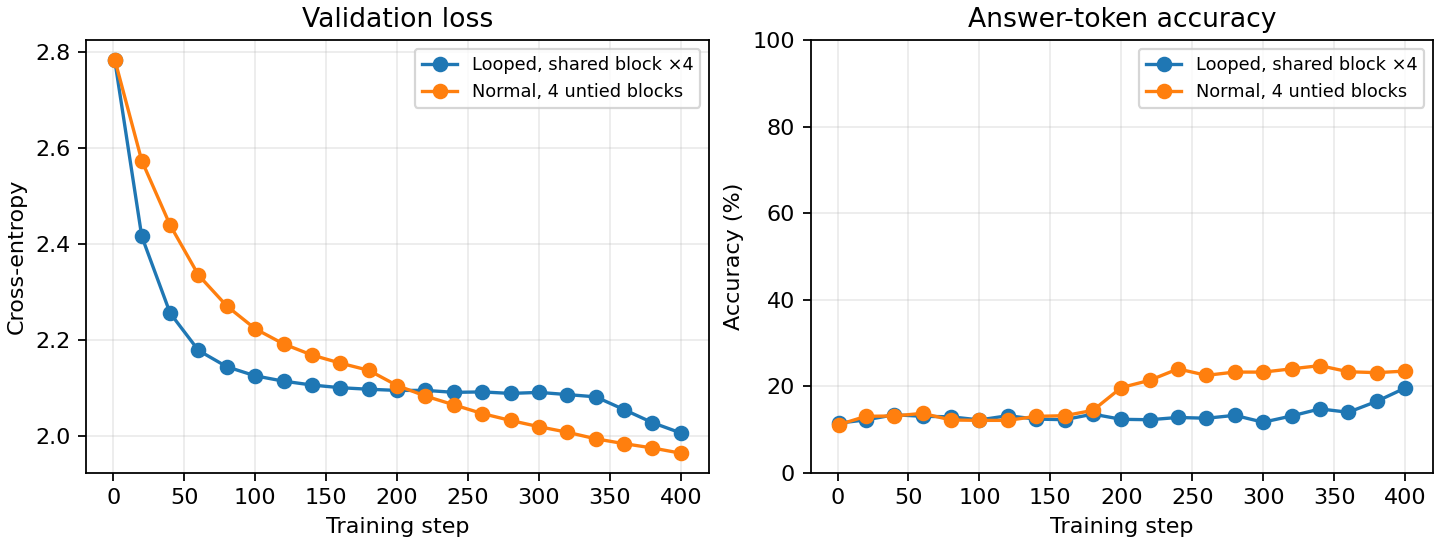 Validation loss
2.8
2.6
2.4
2.2
2.0
Cross-entropy
Looped, shared block ×4
Normal, 4 untied blocks
0 50 100 150 200 250 300 350 400
Training step
Answer-token accuracy
100
80
60
40
20
0
Accuracy (%)
Looped, shared block ×4
Normal, 4 untied blocks
0 50 100 150 200 250 300 350 400
Training step